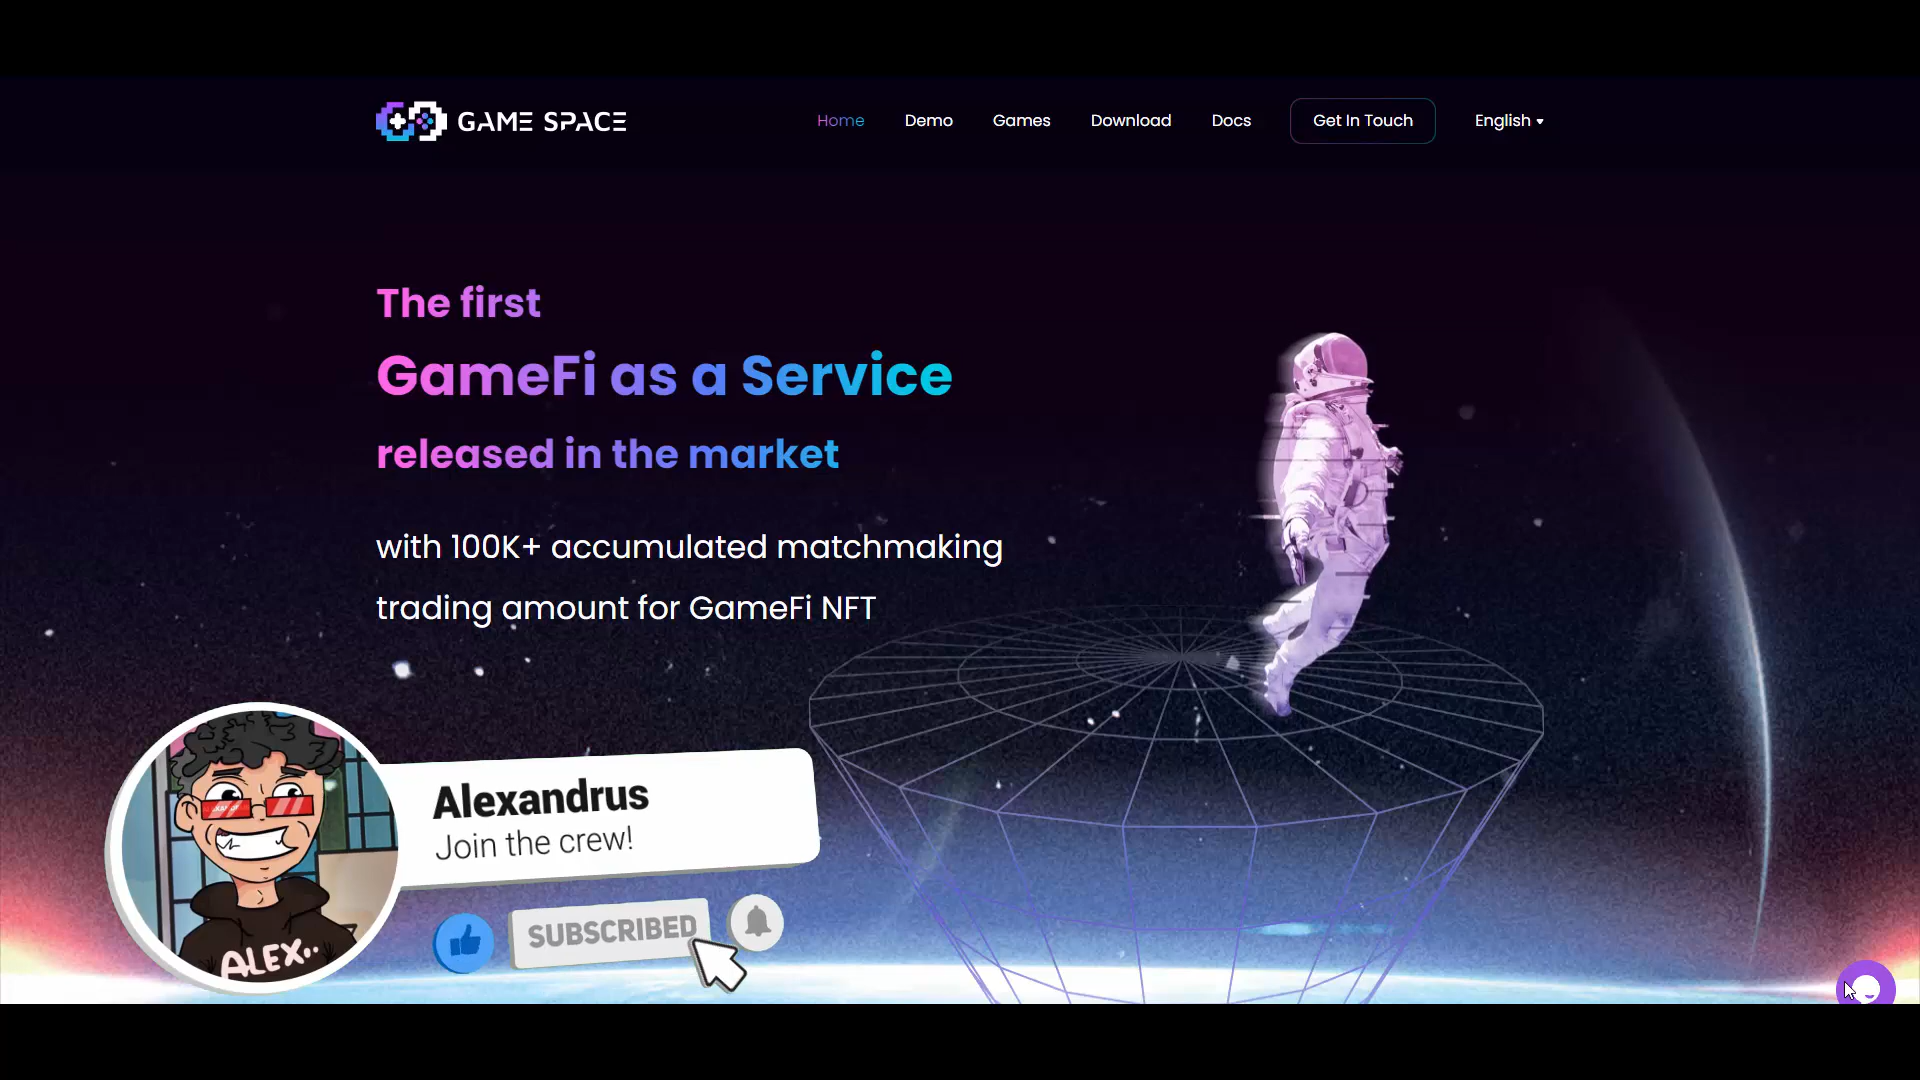 GAME SPACE
Home Demo Games Download Docs Get In Touch English
The first
GameFi as a Service
released in the market
with 100K+ accumulated matchmaking
trading amount for GameFi NFT
Alexandrus
Join the crew!
SUBSCRIBED
ALEX..